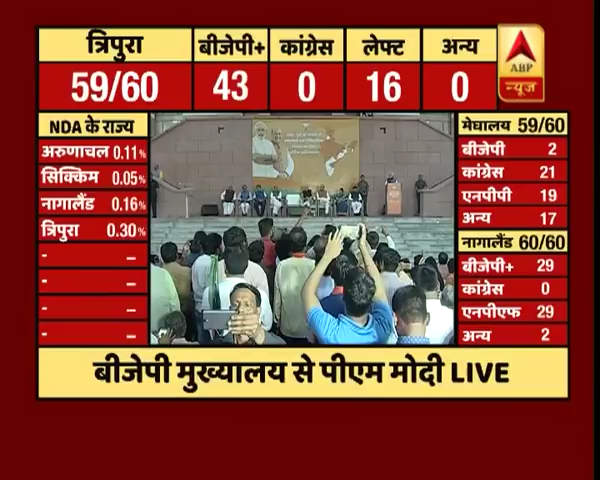 त्रिपुरा बीजेपी+ कांग्रेस लेफ्ट अन्य
59/60 43 0 16 0
ABP
न्यूज़
NDA के राज्य
अरुणाचल 0.11%
सिक्किम 0.05%
नागालैंड 0.16%
त्रिपुरा 0.30%
- –
- –
- –
- –
मेघालय 59/60
बीजेपी 2
कांग्रेस 21
एनपीपी 19
अन्य 17
नागालैंड 60/60
बीजेपी+ 29
कांग्रेस 0
एनपीएफ 29
अन्य 2
बीजेपी मुख्यालय से पीएम मोदी LIVE